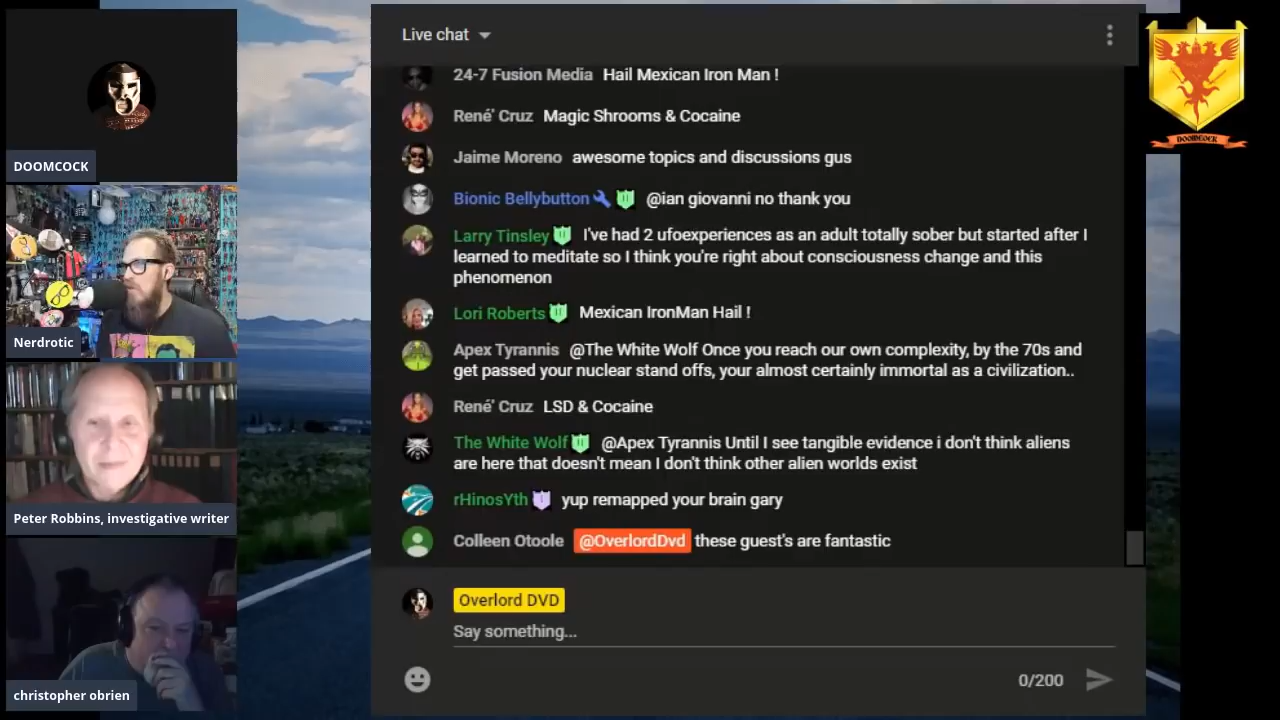 DOOMCOCK
Nerdrotic
Peter Robbins, investigative writer
christopher obrien
Live chat
24-7 Fusion Media Hail Mexican Iron Man !
René' Cruz Magic Shrooms & Cocaine
Jaime Moreno awesome topics and discussions gus
Bionic Bellybutton @ian giovanni no thank you
Larry Tinsley I've had 2 ufoexperiences as an adult totally sober but started after I
learned to meditate so I think you're right about consciousness change and this
phenomenon
Lori Roberts Mexican IronMan Hail !
Apex Tyrannis @The White Wolf Once you reach our own complexity, by the 70s and
get passed your nuclear stand offs, your almost certainly immortal as a civilization..
René' Cruz LSD & Cocaine
The White Wolf @Apex Tyrannis Until I see tangible evidence i don't think aliens
are here that doesn't mean I don't think other alien worlds exist
rHinosYth yup remapped your brain gary
Colleen Otoole @OverlordDvd these guest's are fantastic
Overlord DVD
Say something...
0/200
DOOMCOCK